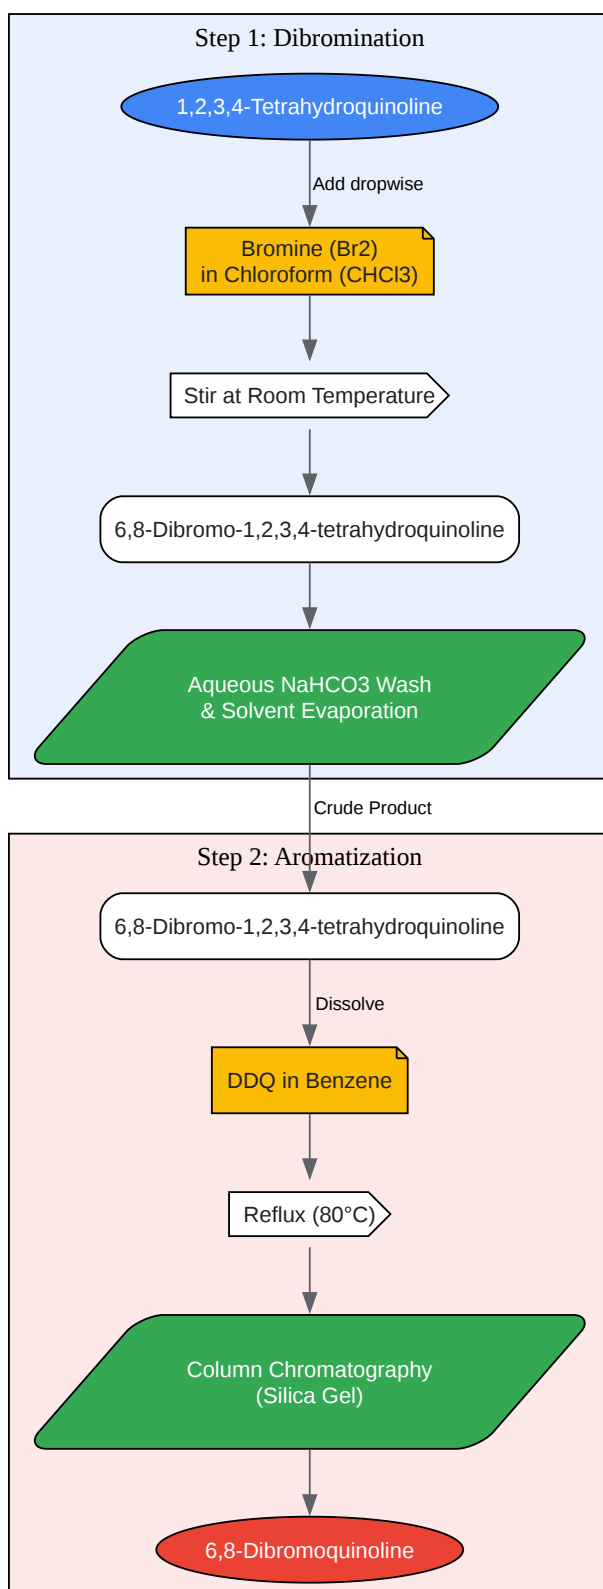 Step 1: Dibromination
1,2,3,4-Tetrahydroquinoline
Add dropwise
Bromine (Br2)
in Chloroform (CHCl3)
Stir at Room Temperature
6,8-Dibromo-1,2,3,4-tetrahydroquinoline
Aqueous NaHCO3 Wash
& Solvent Evaporation
Crude Product
Step 2: Aromatization
6,8-Dibromo-1,2,3,4-tetrahydroquinoline
Dissolve
DDQ in Benzene
Reflux (80°C)
Column Chromatography
(Silica Gel)
6,8-Dibromoquinoline